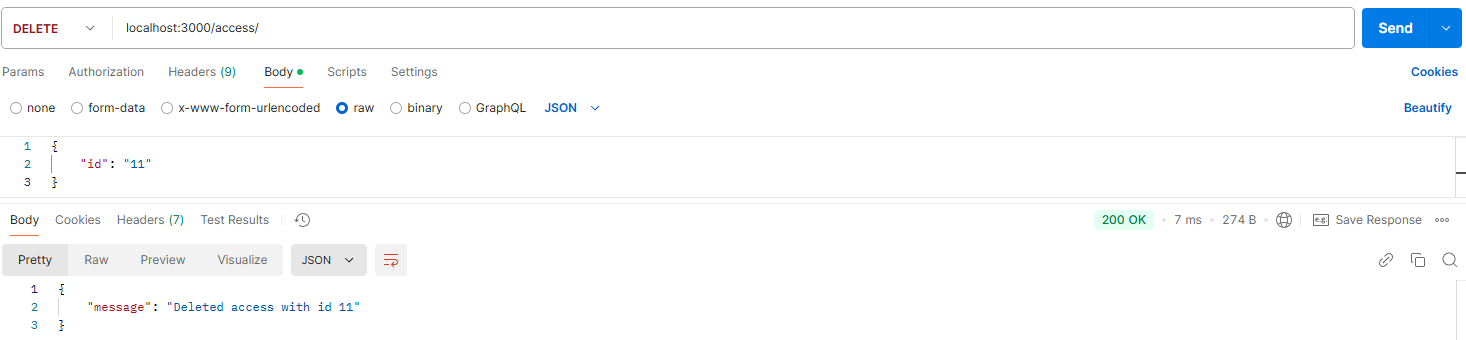 DELETE localhost:3000/access/ Send
Params Authorization Headers (9) Body Scripts Settings Cookies
none form-data x-www-form-urlencoded raw binary GraphQL JSON Beautify
1 {
2 "id": "11"
3 }
Body Cookies Headers (7) Test Results 200 OK • 7 ms • 274 B • e.g. Save Response
Pretty Raw Preview Visualize JSON
1 {
2 "message": "Deleted access with id 11"
3 }